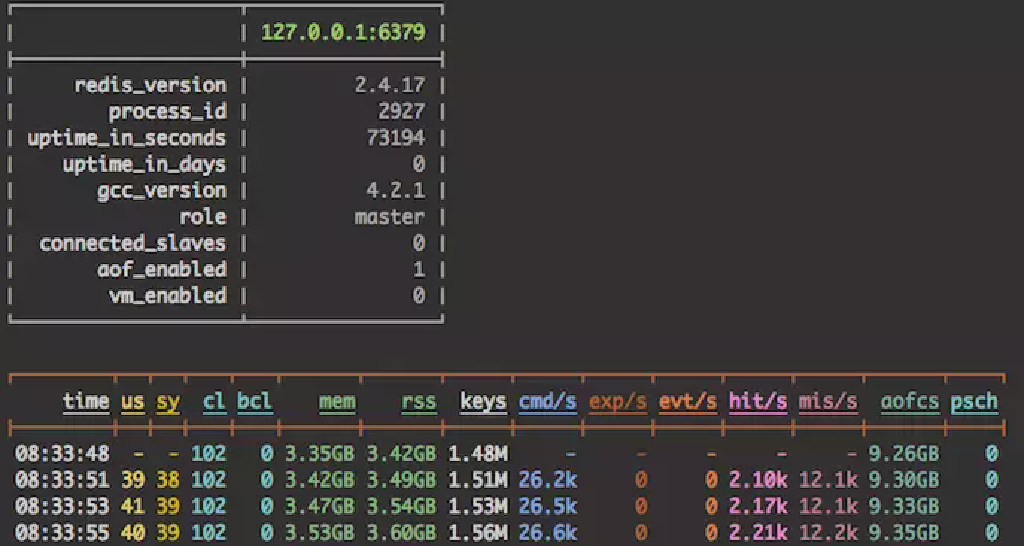 127.0.0.1:6379
redis_version 2.4.17
process_id 2927
uptime_in_seconds 73194
uptime_in_days 0
gcc_version 4.2.1
role master
connected_slaves 0
aof_enabled 1
vm_enabled 0
time us sy cl bcl mem rss keys cmd/s exp/s evt/s hit/s mis/s aofcs psch
08:33:48 - - 102 0 3.35GB 3.42GB 1.48M - - - - - 9.26GB 0
08:33:51 39 38 102 0 3.42GB 3.49GB 1.51M 26.2k 0 0 2.10k 12.1k 9.30GB 0
08:33:53 41 39 102 0 3.47GB 3.54GB 1.53M 26.5k 0 0 2.17k 12.1k 9.33GB 0
08:33:55 40 39 102 0 3.53GB 3.60GB 1.56M 26.6k 0 0 2.21k 12.2k 9.35GB 0